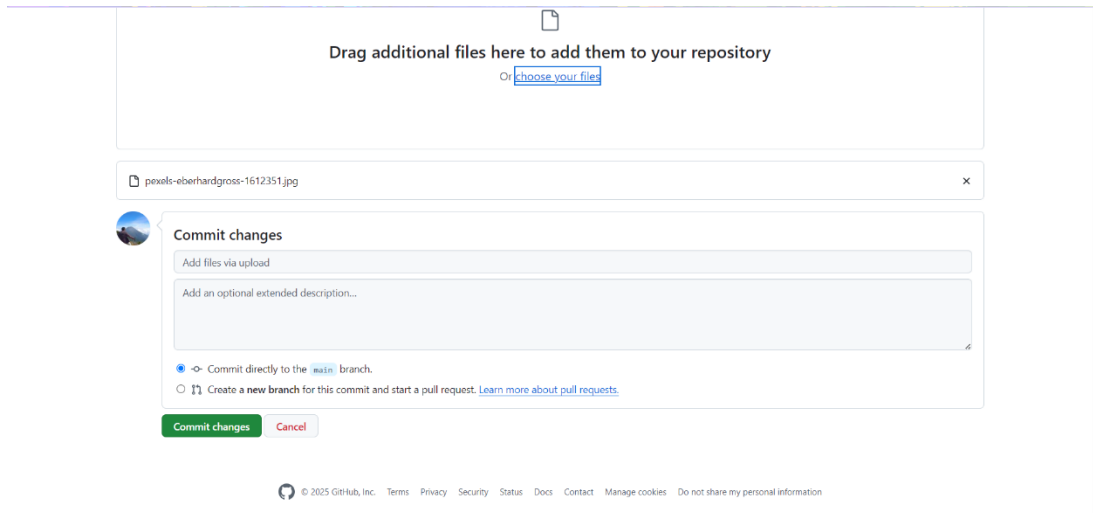 Drag additional files here to add them to your repository
Or choose your files
pexels-eberhardgross-1612351.jpg
Commit changes
Add files via upload
Add an optional extended description...
Commit directly to the main branch.
Create a new branch for this commit and start a pull request. Learn more about pull requests.
Commit changes Cancel
© 2025 GitHub, Inc. Terms Privacy Security Status Docs Contact Manage cookies Do not share my personal information